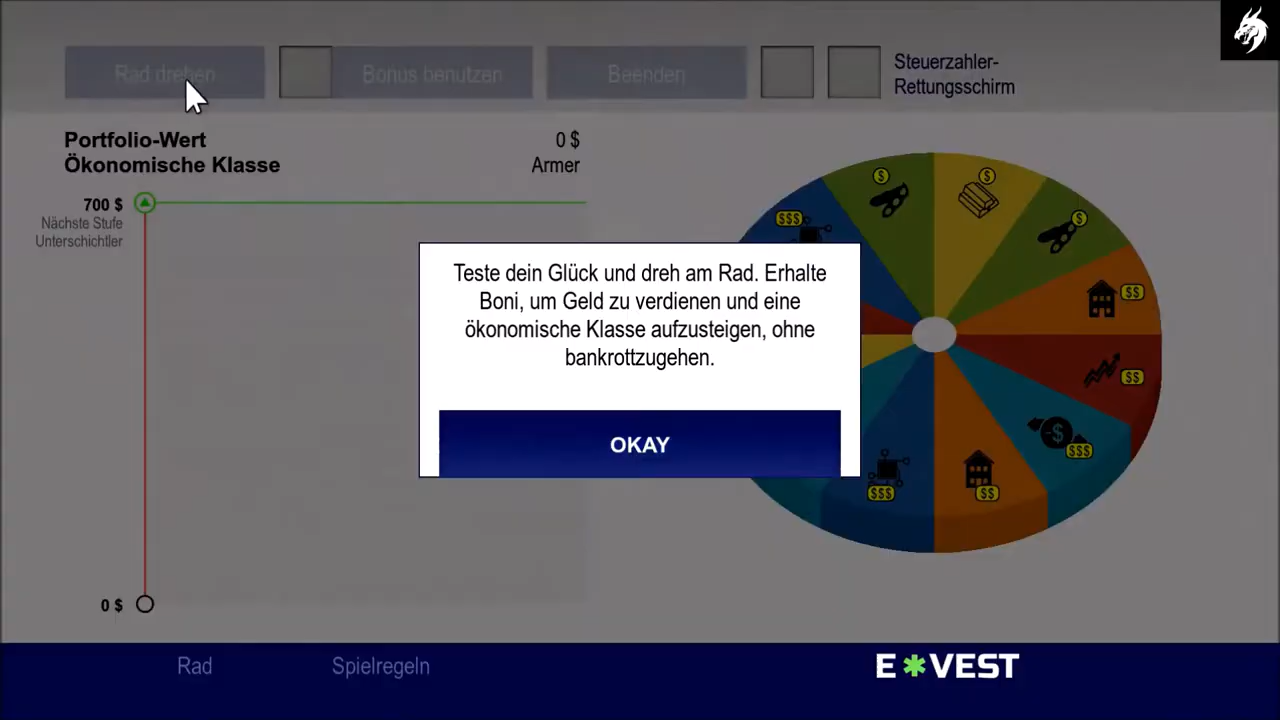 Rad drehen
Bonus benutzen
Beenden
Steuerzahler-
Rettungsschirm
Portfolio-Wert 0 $
Ökonomische Klasse Armer
700 $
Nächste Stufe
Unterschichtler
$ $
$$$ $
Teste dein Glück und dreh am Rad. Erhalte
Boni, um Geld zu verdienen und eine
ökonomische Klasse aufzusteigen, ohne
bankrottzugehen.
OKAY
$$
$$
-$
$$$
$$$ $$
0 $
Rad Spielregeln E*VEST